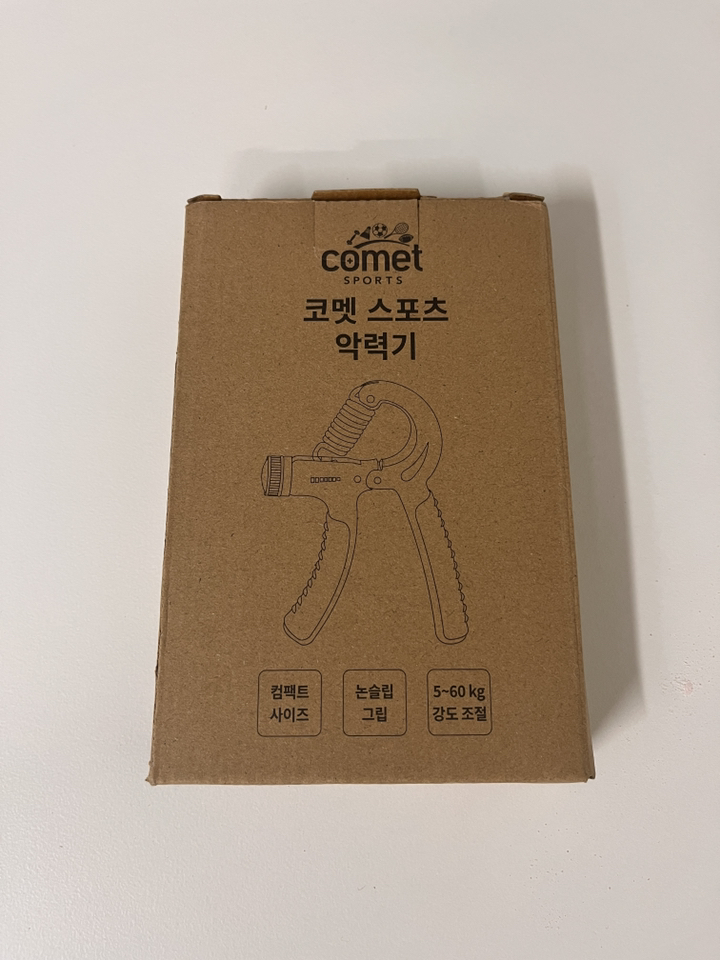 comet
SPORTS
코멧 스포츠
악력기
컴팩트
사이즈
논슬립
그립
5~60 kg
강도 조절